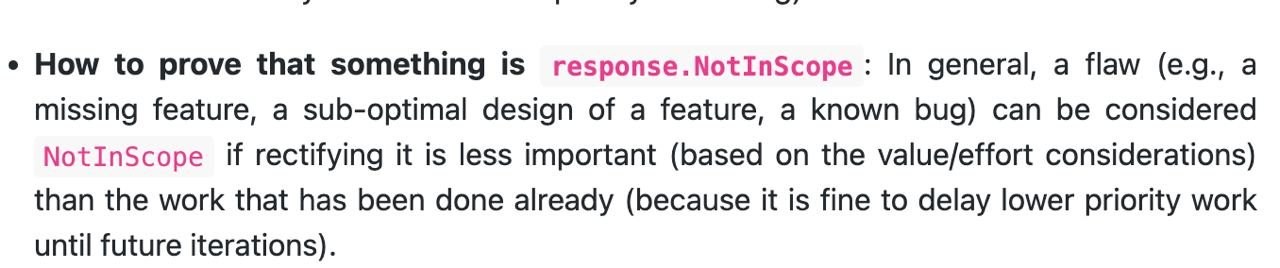 • How to prove that something is response.NotInScope: In general, a flaw (e.g., a
missing feature, a sub-optimal design of a feature, a known bug) can be considered
NotInScope if rectifying it is less important (based on the value/effort considerations)
than the work that has been done already (because it is fine to delay lower priority work
until future iterations).